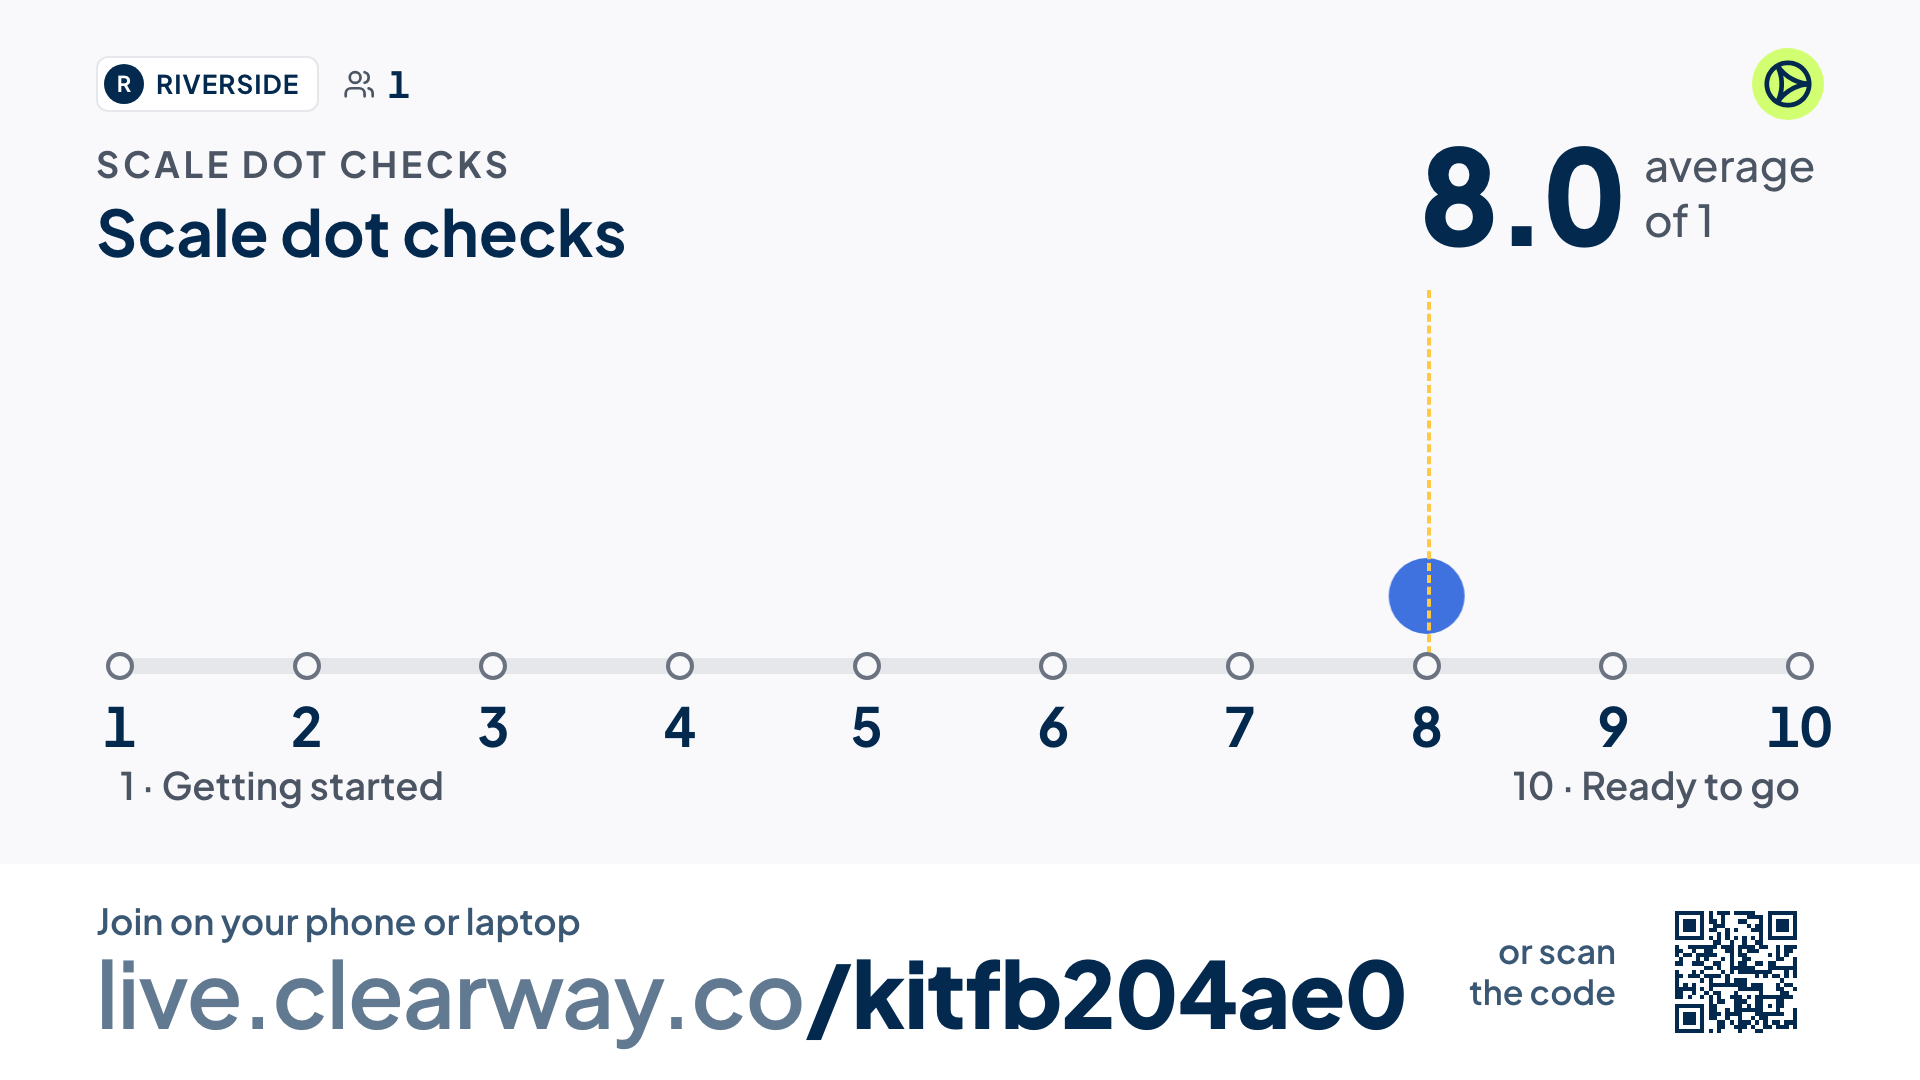 R RIVERSIDE 1
SCALE DOT CHECKS
Scale dot checks
8.0 average
of 1
1 2 3 4 5 6 7 8 9 10
1 · Getting started 10 · Ready to go
Join on your phone or laptop
live.clearway.co/kitfb204ae0
or scan
the code